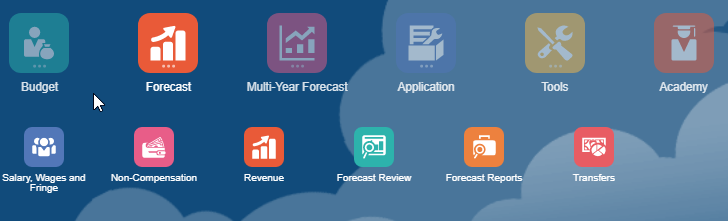 Budget
Forecast
Multi-Year Forecast
Application
Tools
Academy
Salary, Wages and
Fringe
Non-Compensation
Revenue
Forecast Review
Forecast Reports
Transfers